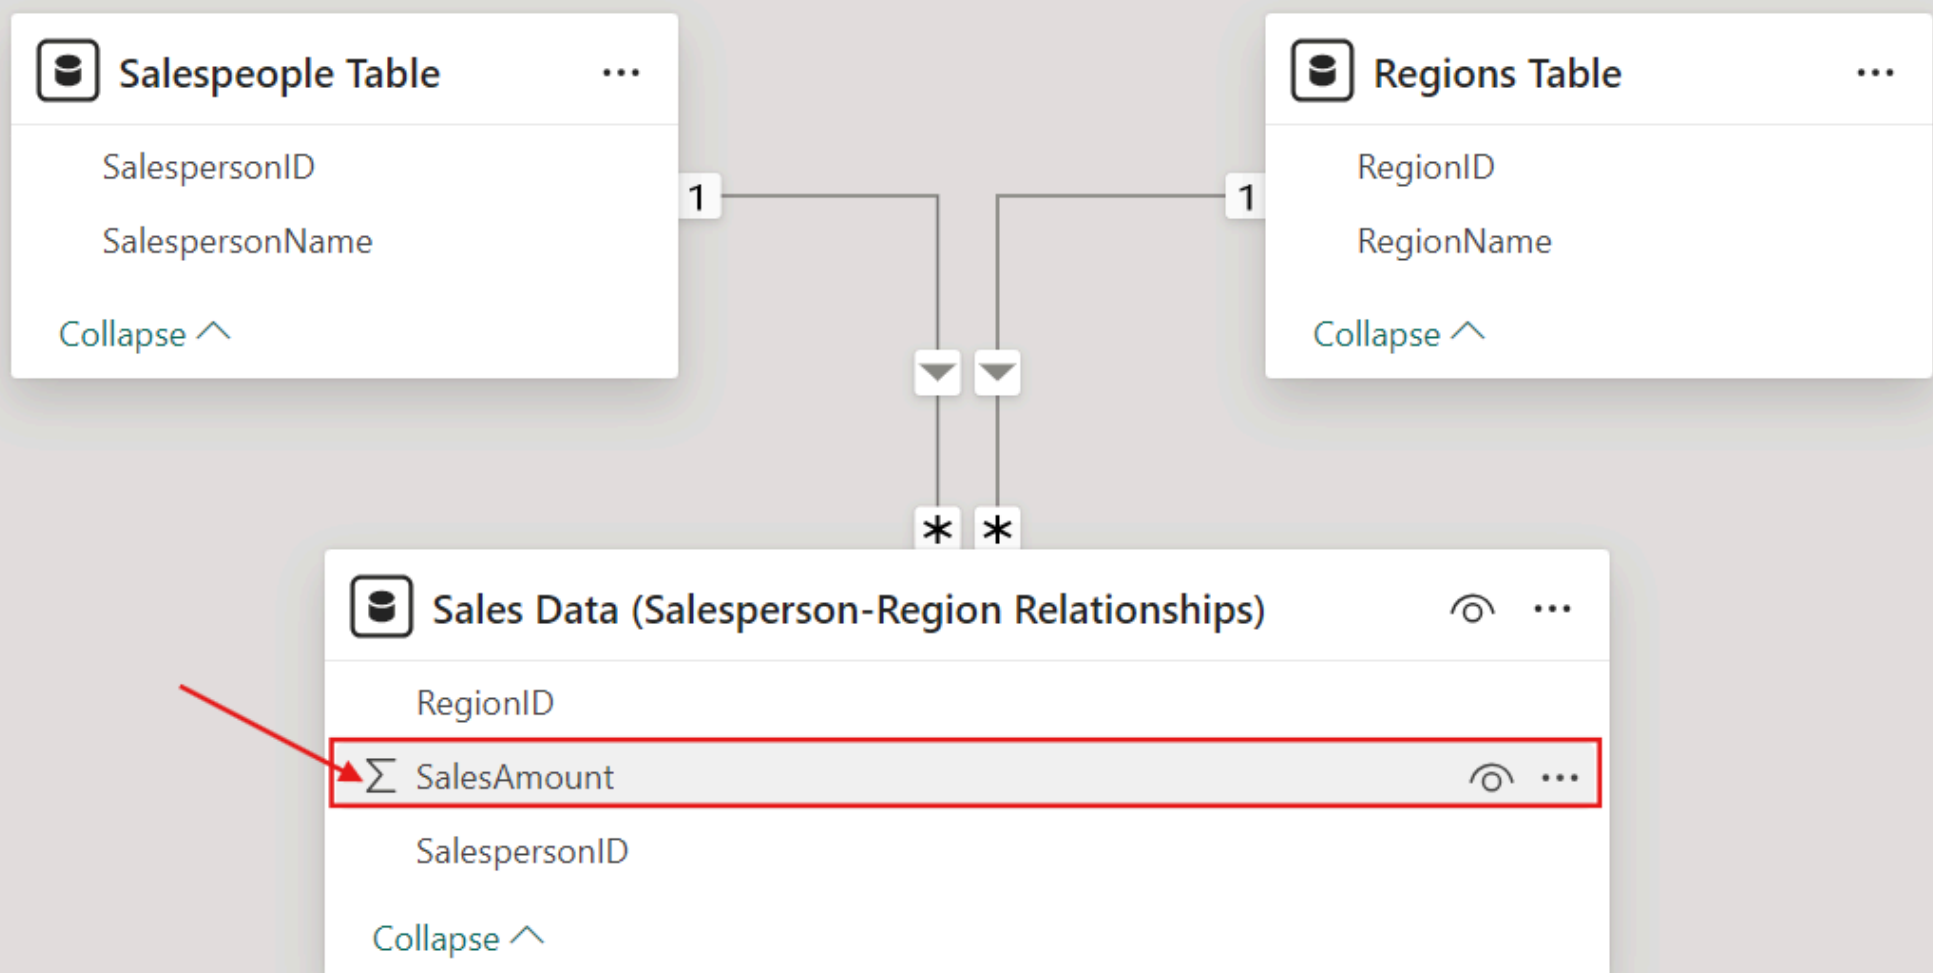 Salespeople Table
SalespersonID
SalespersonName
Collapse
1
Regions Table
RegionID
RegionName
Collapse
1
*
*
Sales Data (Salesperson-Region Relationships)
RegionID
∑ SalesAmount
SalespersonID
Collapse